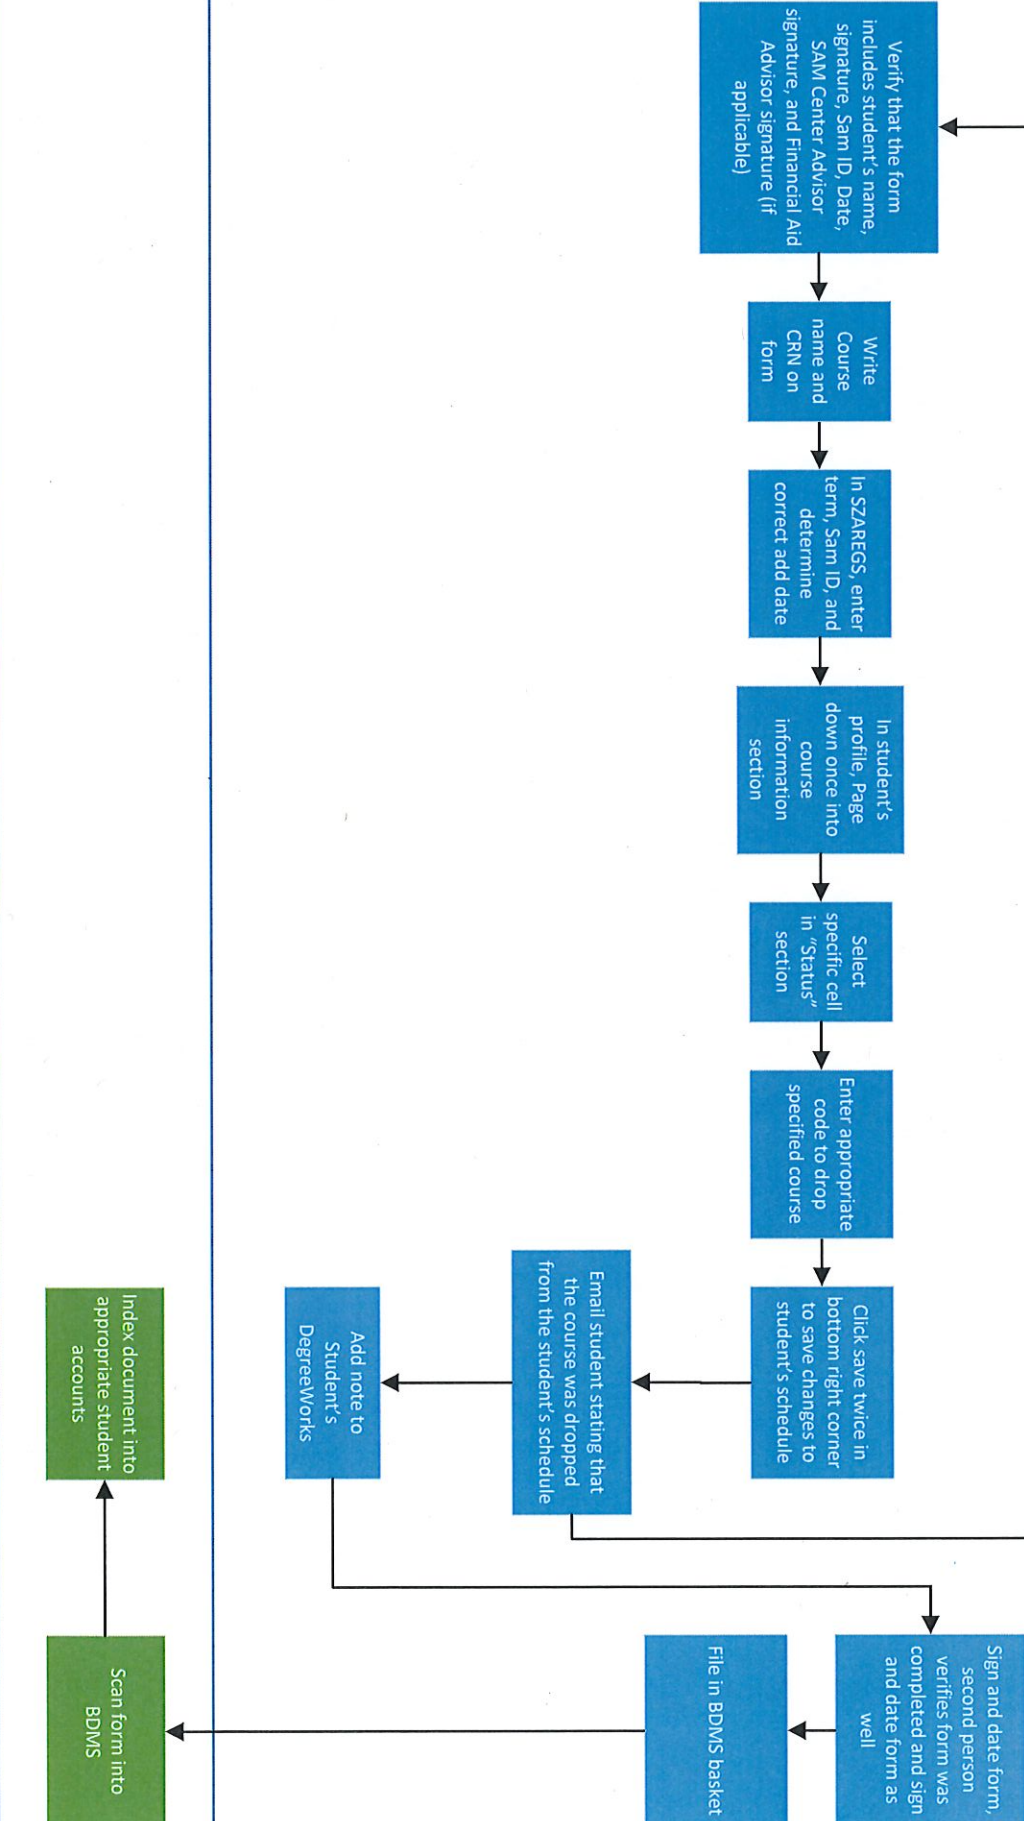 Verify that the form
includes student's name,
signature, Sam ID, Date,
SAM Center Advisor
signature, and Financial Aid
Advisor signature (if
applicable)
Write
Course
name and
CRN on
form
In SZAREGS, enter
term, Sam ID, and
determine
correct add date
In student's
profile, Page
down once into
course
information
section
Select
specific cell
in "Status"
section
Enter appropriate
code to drop
specified course
Click save twice in
bottom right corner
to save changes to
student's schedule
Email student stating that
the course was dropped
from the student's schedule
Add note to
Student's
DegreeWorks
Sign and date form,
second person
verifies form was
completed and sign
and date form as
well
File in BDMS basket
Scan form into
BDMS
Index document into
appropriate student
accounts